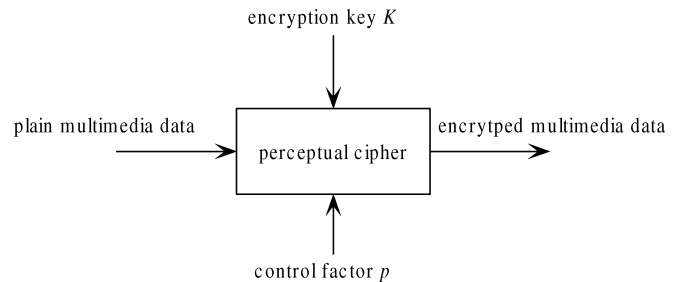 encryption key K
plain multimedia data
encrytped multimedia data
perceptual cipher
control factor p